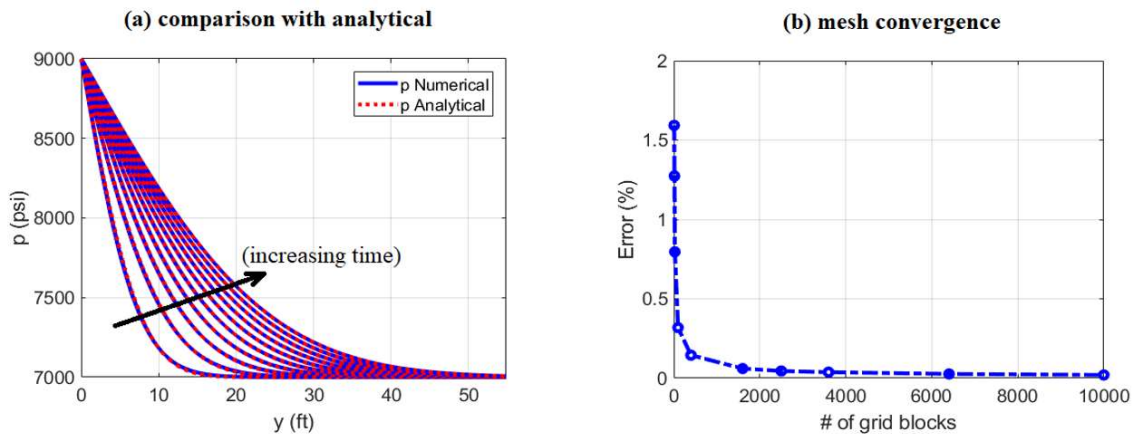 (a) comparison with analytical
9000
8500
8000
7500
7000
p (psi)
p Numerical
p Analytical
(increasing time)
0 10 20 30 40 50
y (ft)
(b) mesh convergence
2
1.5
1
0.5
0
Error (%)
0 2000 4000 6000 8000 10000
# of grid blocks